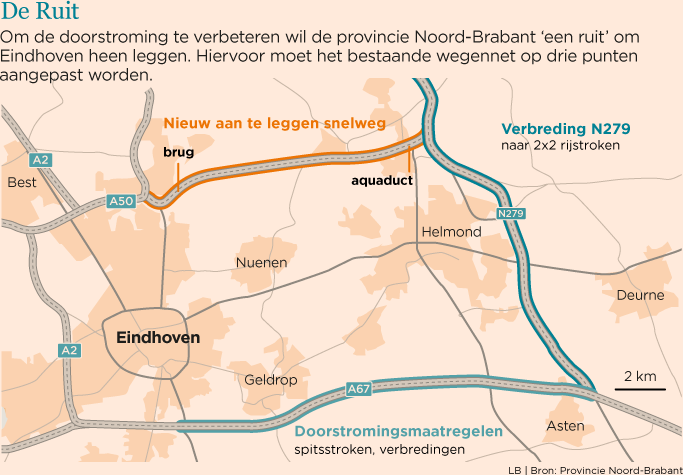 De Ruit
Om de doorstroming te verbeteren wil de provincie Noord-Brabant ‘een ruit’ om
Eindhoven heen leggen. Hiervoor moet het bestaande wegennet op drie punten
aangepast worden.
Nieuw aan te leggen snelweg
Verbreding N279
naar 2x2 rijstroken
brug
A2
Best
aquaduct
A50
N279
Helmond
Nuenen
Deurne
Eindhoven
A2
Geldrop
A67
2 km
Doorstromingsmaatregelen
spitsstroken, verbredingen
Asten
LB | Bron: Provincie Noord-Brabant